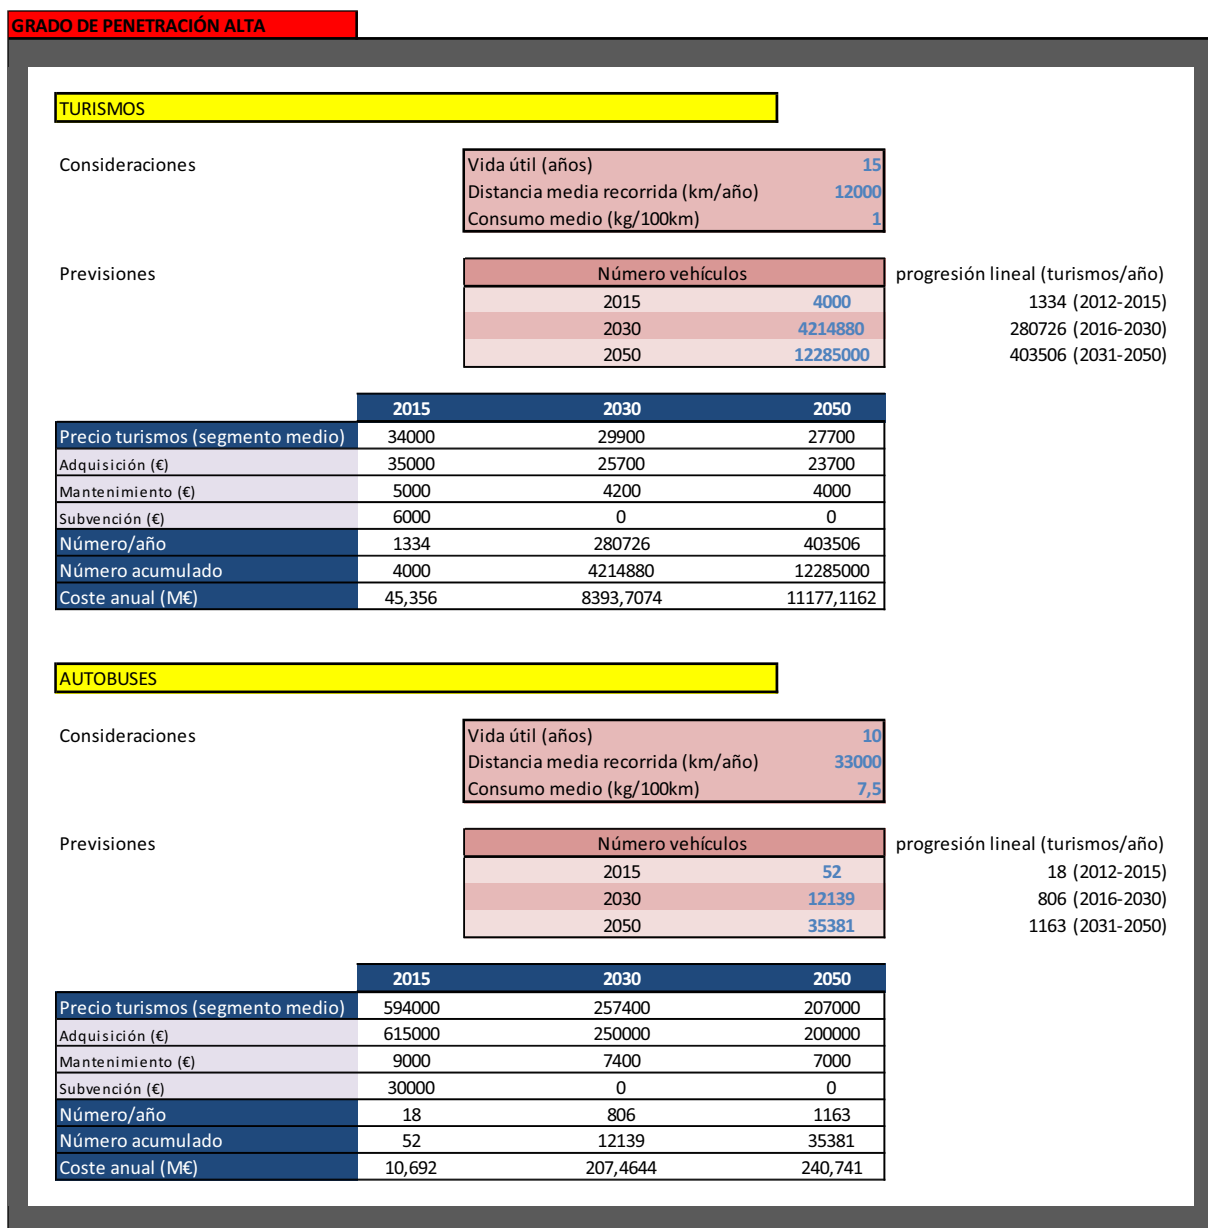 GRADO DE PENETRACIÓN ALTA
TURISMOS
Consideraciones Vida útil (años) 15
Distancia media recorrida (km/año) 12000
Consumo medio (kg/100km) 1
Previsiones Número vehículos progresión lineal (turismos/año)
2015 4000 1334 (2012-2015)
2030 4214880 280726 (2016-2030)
2050 12285000 403506 (2031-2050)
2015 2030 2050
Precio turismos (segmento medio) 34000 29900 27700
Adquisición (€) 35000 25700 23700
Mantenimiento (€) 5000 4200 4000
Subvención (€) 6000 0 0
Número/año 1334 280726 403506
Número acumulado 4000 4214880 12285000
Coste anual (M€) 45,356 8393,7074 11177,1162
AUTOBUSES
Consideraciones Vida útil (años) 10
Distancia media recorrida (km/año) 33000
Consumo medio (kg/100km) 7,5
Previsiones Número vehículos progresión lineal (turismos/año)
2015 52 18 (2012-2015)
2030 12139 806 (2016-2030)
2050 35381 1163 (2031-2050)
2015 2030 2050
Precio turismos (segmento medio) 594000 257400 207000
Adquisición (€) 615000 250000 200000
Mantenimiento (€) 9000 7400 7000
Subvención (€) 30000 0 0
Número/año 18 806 1163
Número acumulado 52 12139 35381
Coste anual (M€) 10,692 207,4644 240,741